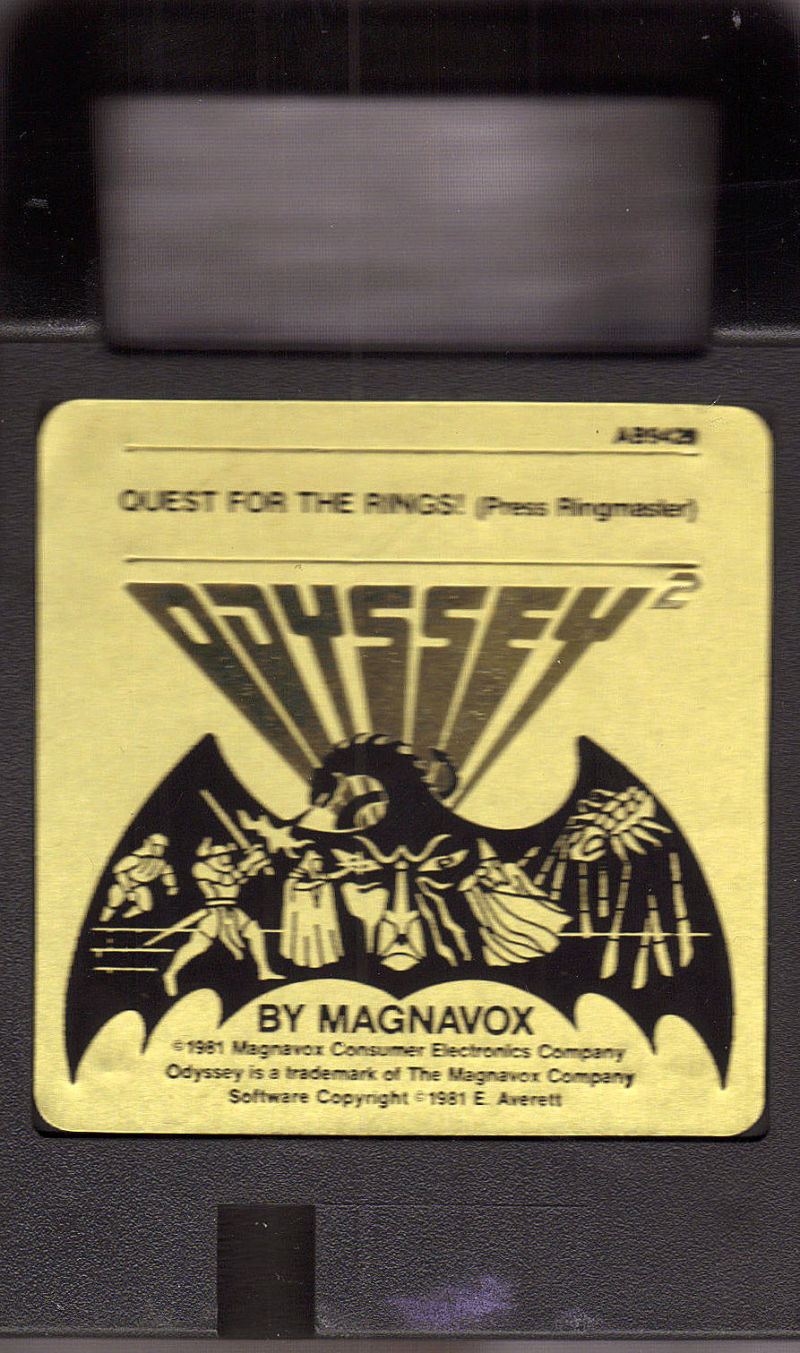 QUEST FOR THE RINGS! (Press Ringmaster)
ODYSSEY²
BY MAGNAVOX
©1981 Magnavox Consumer Electronics Company
Odyssey is a trademark of The Magnavox Company
Software Copyright ©1981 E. Averett